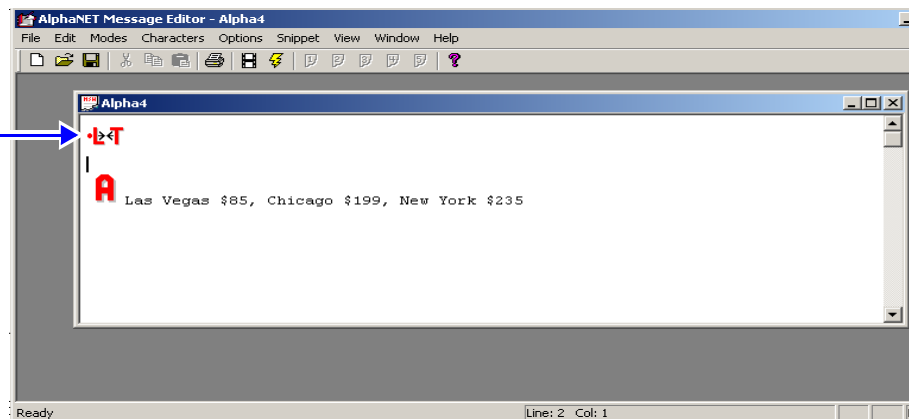 AlphaNET Message Editor - Alpha4
File Edit Modes Characters Options Snippet View Window Help
Alpha4
A Las Vegas $85, Chicago $199, New York $235
Ready Line: 2 Col: 1